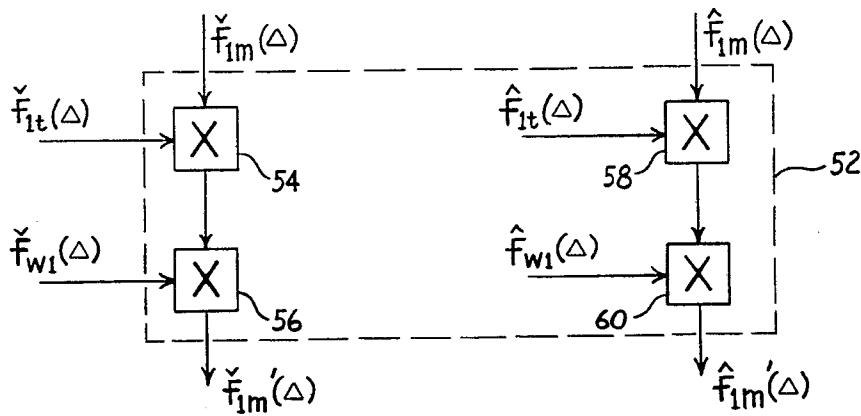 f̌1m(Δ) f̂1m(Δ)
f̌1t(Δ) f̂1t(Δ)
X X
54 58 52
f̌w1(Δ) f̂w1(Δ)
X X
56 60
f̌1m'(Δ) f̂1m'(Δ)